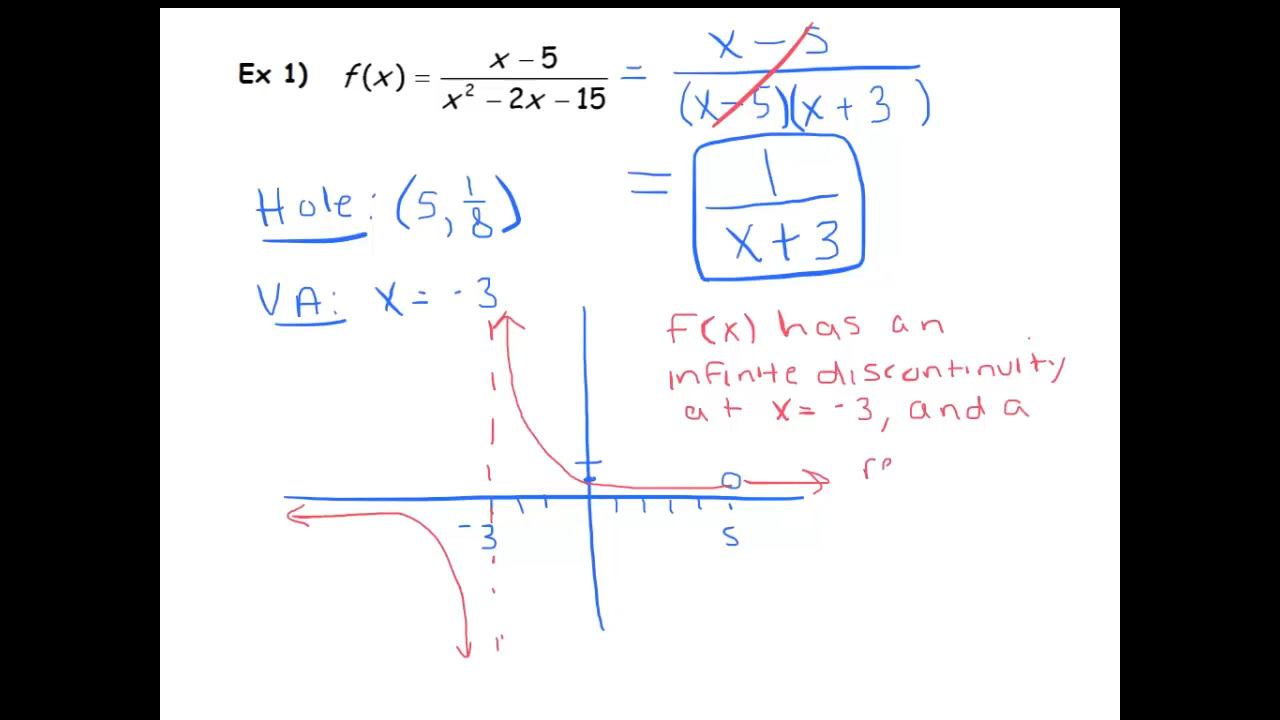 Ex 1) f(x) = (x - 5)/(x² - 2x - 15) = (x - 5)/((x - 5)(x + 3))
= 1/(x + 3)
Hole: (5, 1/8)
VA: x = -3
F(x) has an
infinite discontinuity
at x = -3, and a
re
-3
5